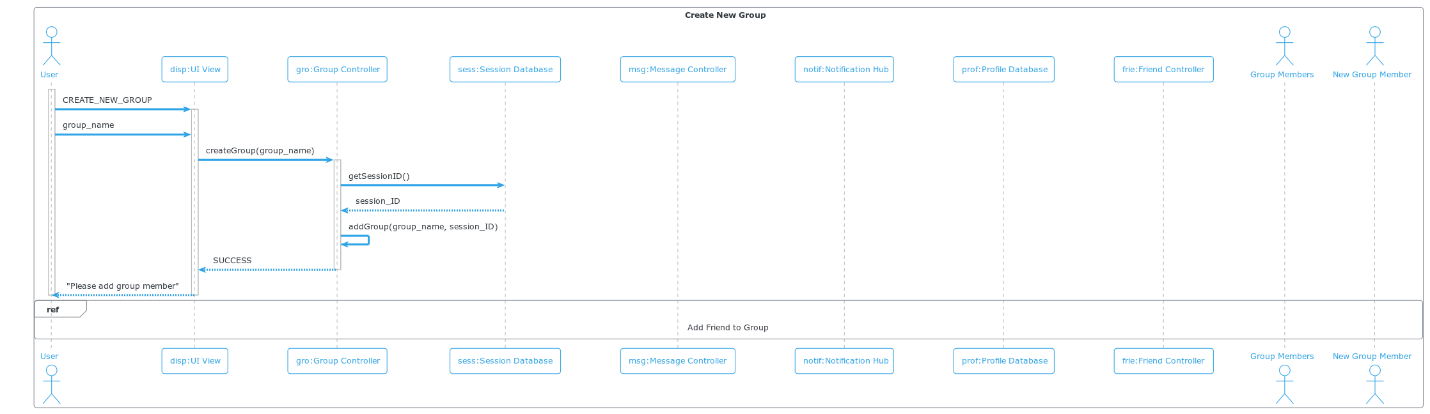 Create New Group
User
disp:UI View
gro:Group Controller
sess:Session Database
msg:Message Controller
notif:Notification Hub
prof:Profile Database
frie:Friend Controller
Group Members
New Group Member
CREATE_NEW_GROUP
group_name
createGroup(group_name)
getSessionID()
session_ID
addGroup(group_name, session_ID)
SUCCESS
"Please add group member"
ref
Add Friend to Group
User
disp:UI View
gro:Group Controller
sess:Session Database
msg:Message Controller
notif:Notification Hub
prof:Profile Database
frie:Friend Controller
Group Members
New Group Member